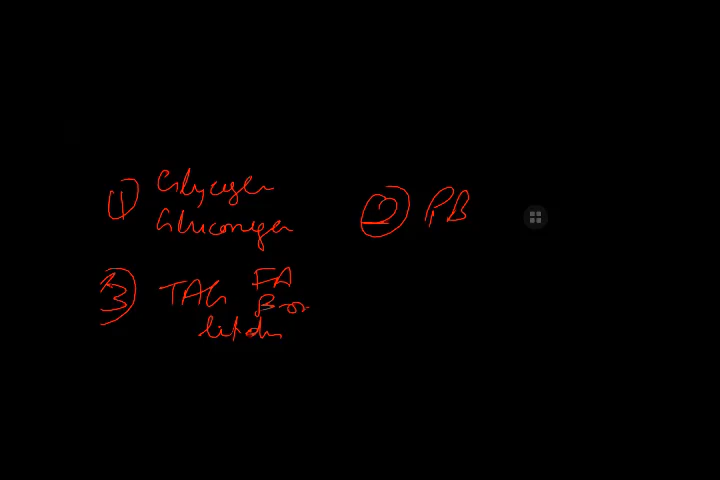 ① Glycogen
Gluconeogen
② PB
③ TAG FA
β-ox